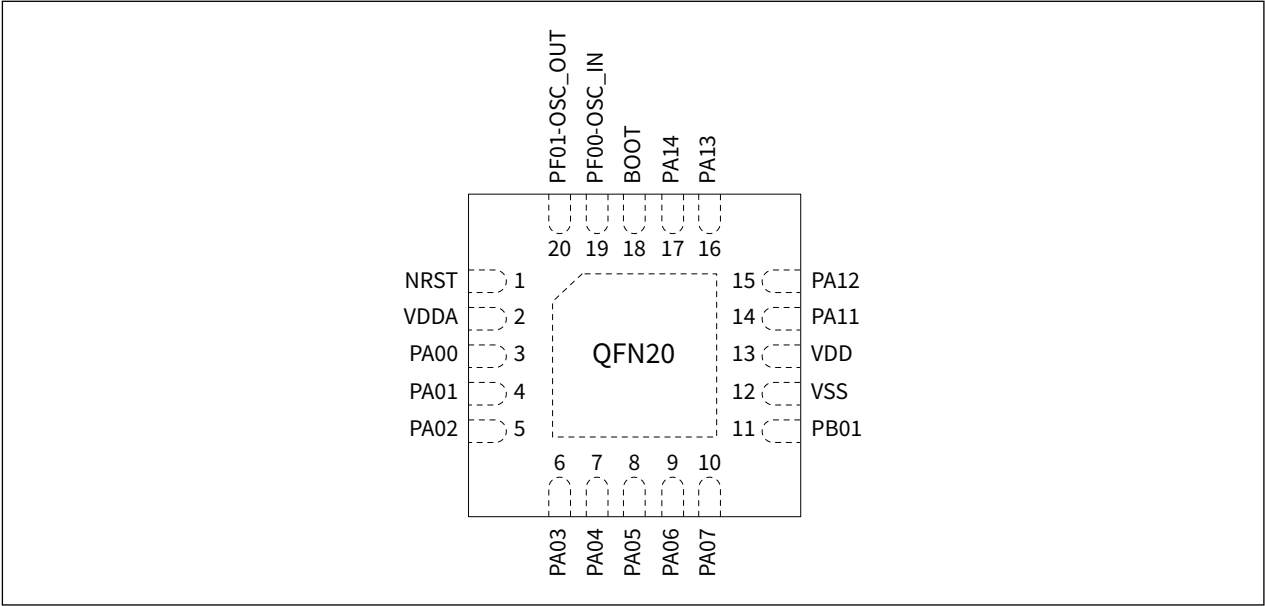 PF01-OSC_OUT
PF00-OSC_IN
BOOT
PA14
PA13
20 19 18 17 16
NRST 1
VDDA 2
PA00 3
PA01 4
PA02 5
QFN20
15 PA12
14 PA11
13 VDD
12 VSS
11 PB01
6 7 8 9 10
PA03
PA04
PA05
PA06
PA07